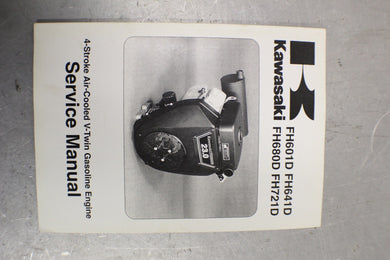 Kawasaki
FH601D FH641D
FH680D FH721D
23.0
4-Stroke Air-Cooled V-Twin Gasoline Engine
Service Manual